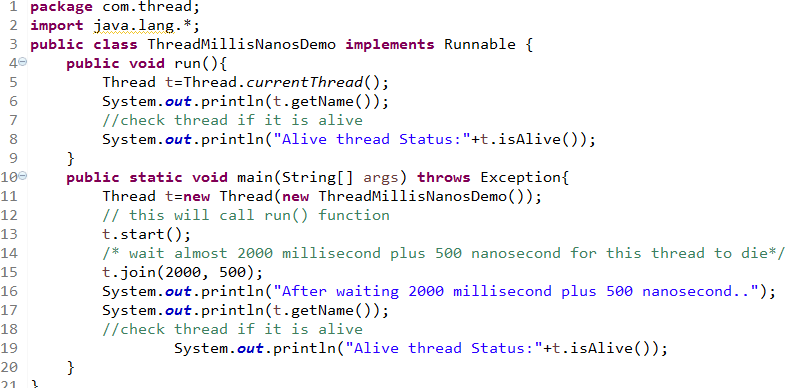 1 package com.thread;
2 import java.lang.*;
3 public class ThreadMillisNanosDemo implements Runnable {
4 public void run(){
5 Thread t=Thread.currentThread();
6 System.out.println(t.getName());
7 //check thread if it is alive
8 System.out.println("Alive thread Status:"+t.isAlive());
9 }
10 public static void main(String[] args) throws Exception{
11 Thread t=new Thread(new ThreadMillisNanosDemo());
12 // this will call run() function
13 t.start();
14 /* wait almost 2000 millisecond plus 500 nanosecond for this thread to die*/
15 t.join(2000, 500);
16 System.out.println("After waiting 2000 millisecond plus 500 nanosecond..");
17 System.out.println(t.getName());
18 //check thread if it is alive
19 System.out.println("Alive thread Status:"+t.isAlive());
20 }
21 }